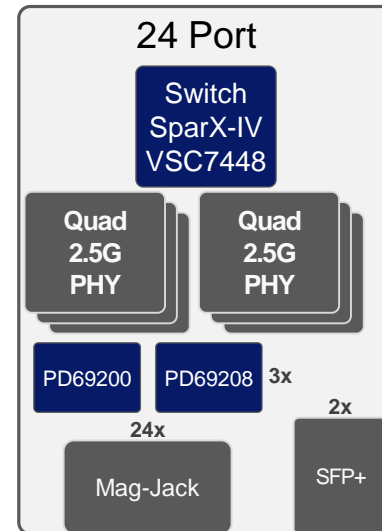 24 Port
Switch
SparX-IV
VSC7448
Quad
2.5G
PHY
Quad
2.5G
PHY
PD69200
PD69208
3x
24x
2x
Mag-Jack
SFP+